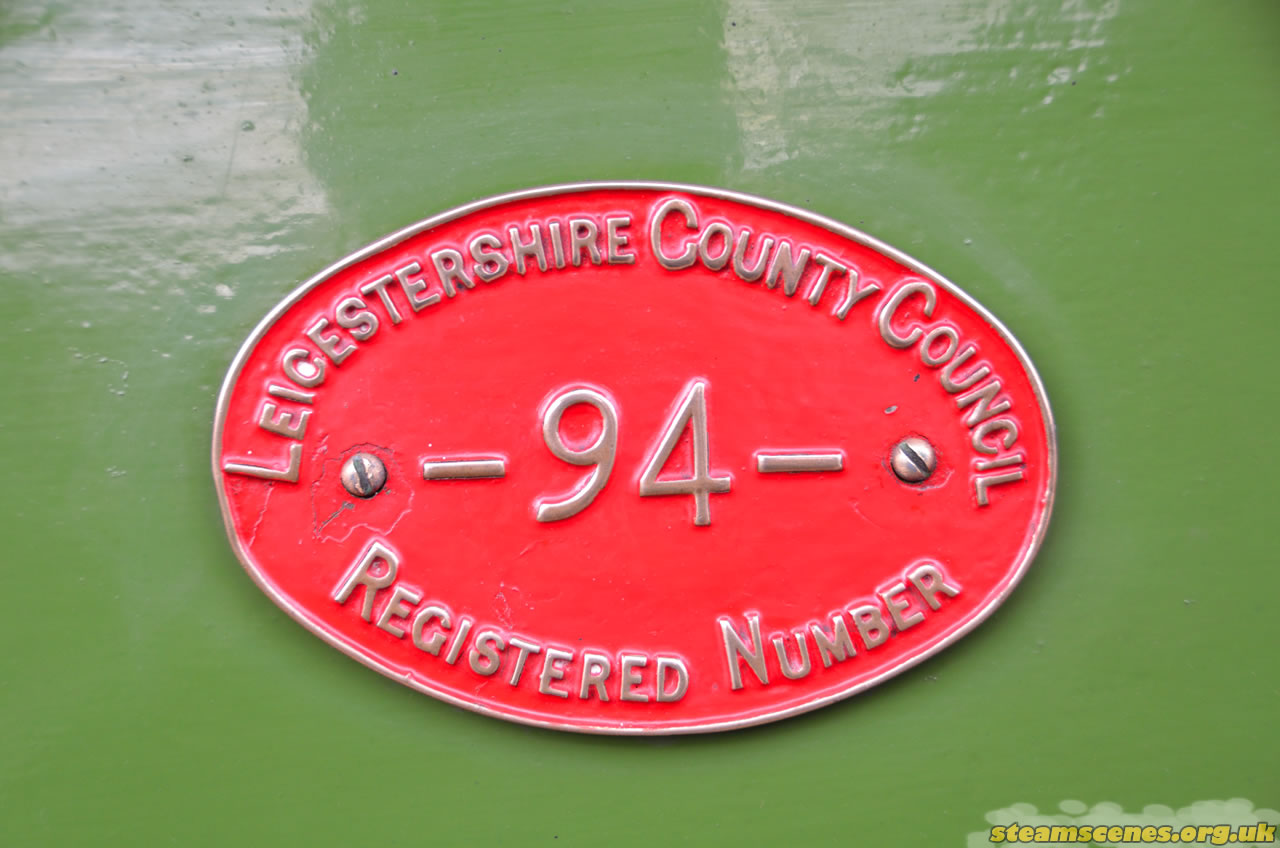 LEICESTERSHIRE COUNTY COUNCIL
- 94 -
REGISTERED NUMBER
steamscenes.org.uk